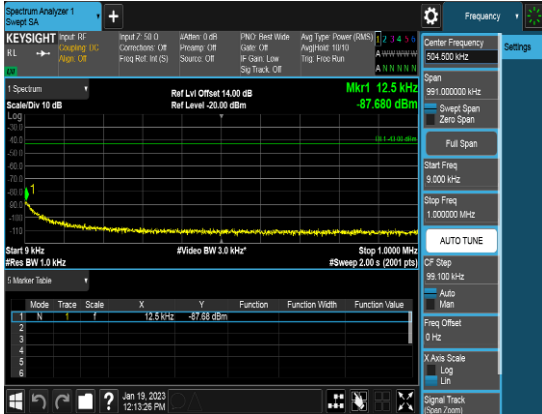 Spectrum Analyzer 1
Swept SA
Frequency
KEYSIGHT Input: RF
RL
Coupling: DC
Align: Off
Input Z: 50 Ω
Corrections: Off
Freq Ref: Int (S)
#Atten: 0 dB
Preamp: Off
Source: Off
PNO: Best Wide
Gate: Off
IF Gain: Low
Sig Track: Off
Avg Type: Power (RMS)
Avg|Hold: 10/10
Trig: Free Run
1 2 3 4 5 6
A W W W W W
A N N N N N
1 Spectrum
Scale/Div 10 dB
Ref Lvl Offset 14.00 dB
Ref Level -20.00 dBm
Mkr1 12.5 kHz
-87.680 dBm
Log
-30.0
-40.0
-50.0
-60.0
-70.0
-80.0
-90.0
-100
-110
DL1 -43.00 dBm
1
Start 9 kHz
#Res BW 1.0 kHz
#Video BW 3.0 kHz*
Stop 1.0000 MHz
#Sweep 2.00 s (2001 pts)
5 Marker Table
Mode Trace Scale X Y Function Function Width Function Value
1 N 1 f 12.5 kHz -87.68 dBm
2
3
4
5
6
Jan 19, 2023
12:13:26 PM
Center Frequency
504.500 kHz
Settings
Span
991.000000 kHz
Swept Span
Zero Span
Full Span
Start Freq
9.000 kHz
Stop Freq
1.000000 MHz
AUTO TUNE
CF Step
99.100 kHz
Auto
Man
Freq Offset
0 Hz
X Axis Scale
Log
Lin
Signal Track
(Span Zoom)